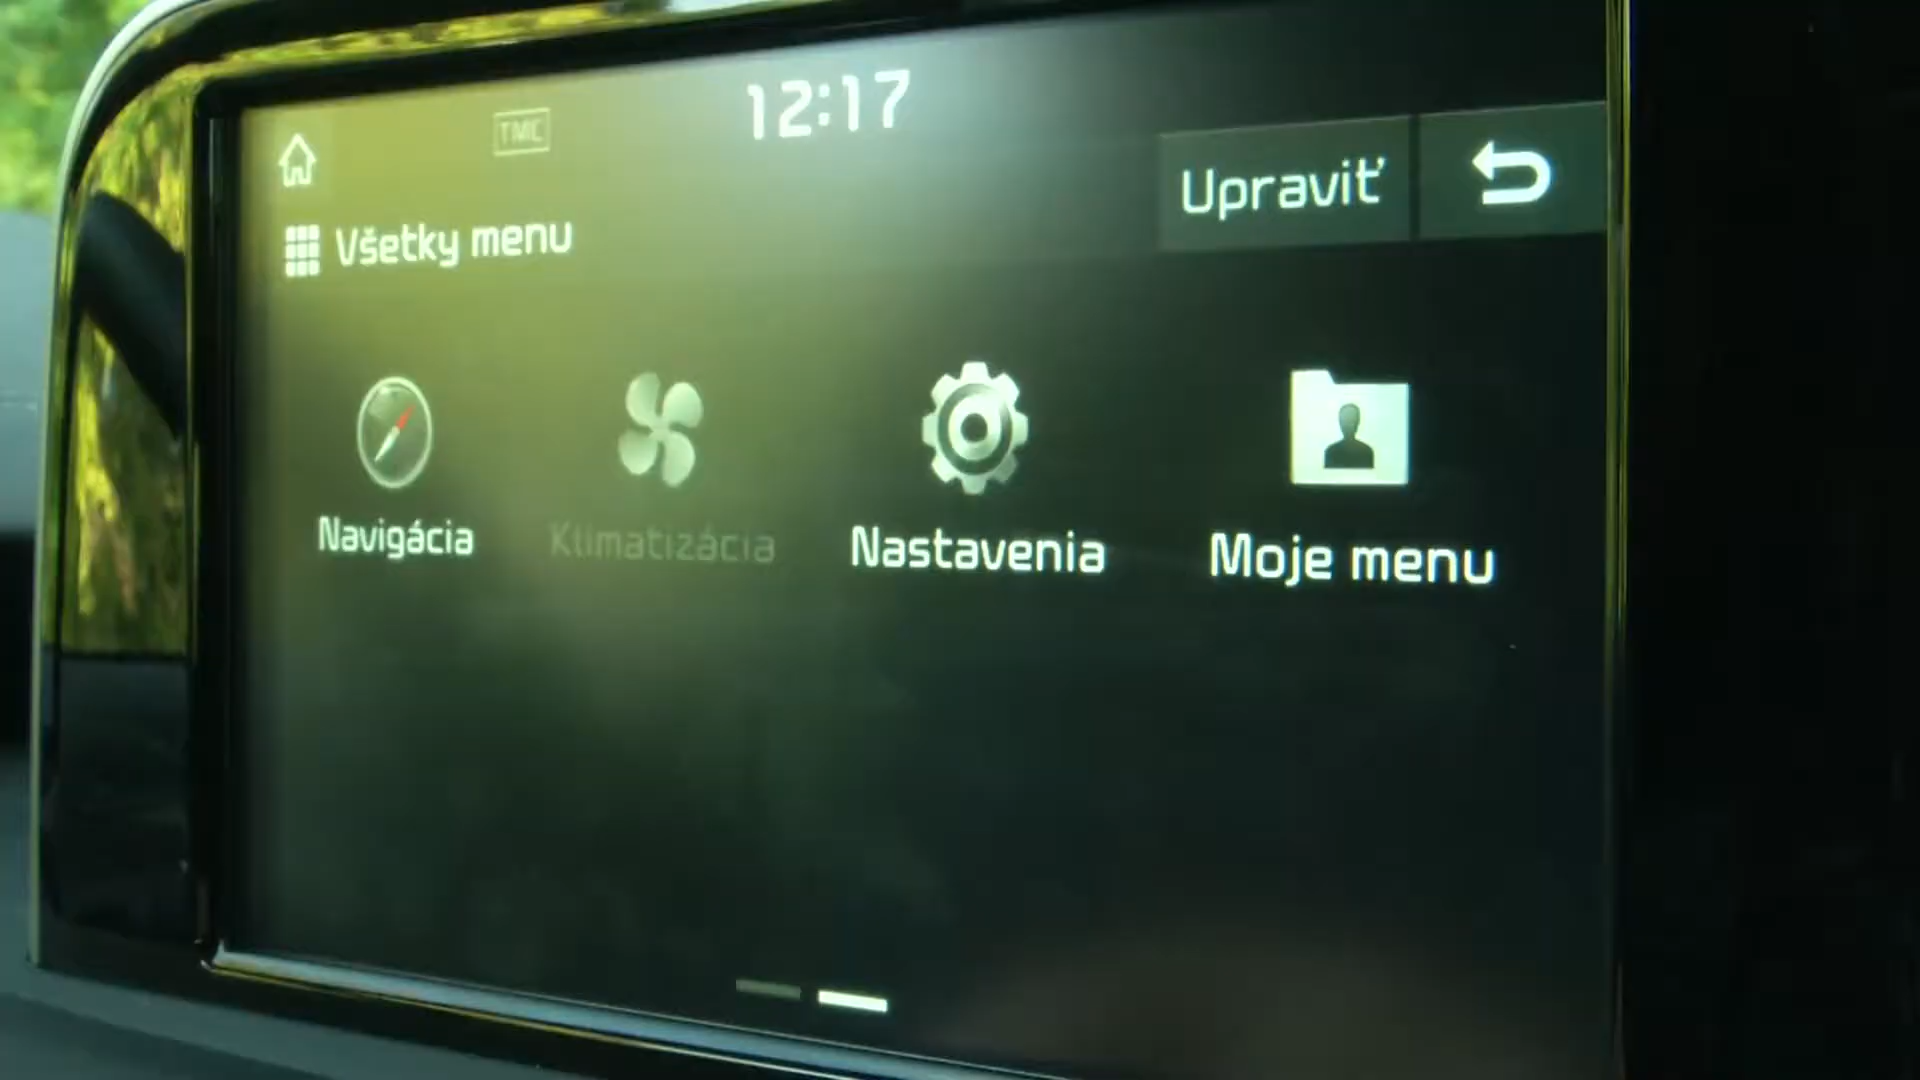 TMC
12:17
Upraviť
Všetky menu
Navigácia
Klimatizácia
Nastavenia
Moje menu